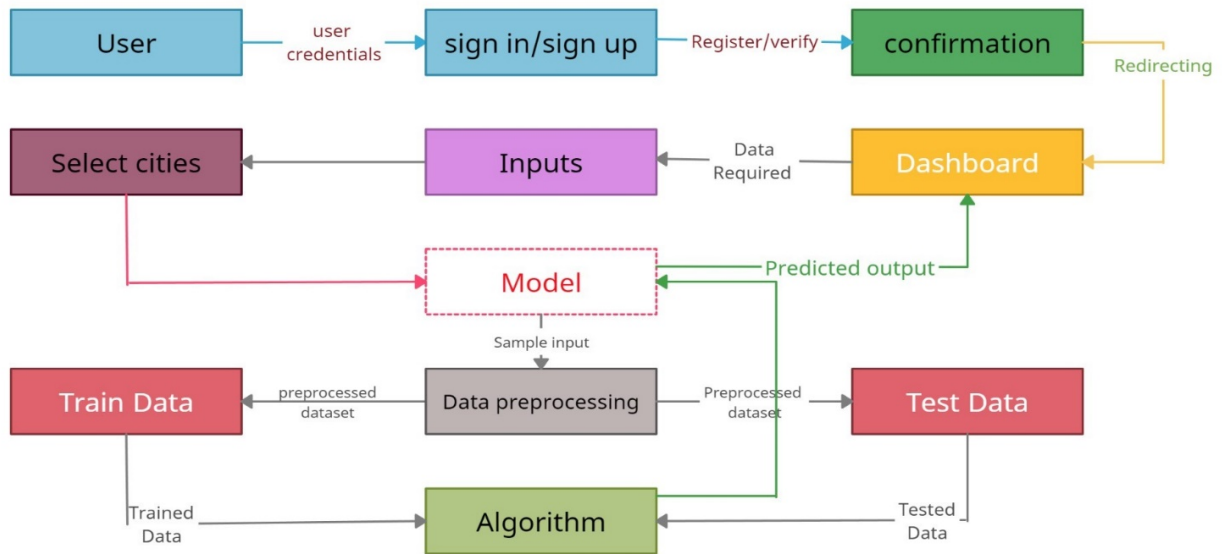 User
user
credentials
sign in/sign up
Register/verify
confirmation
Redirecting
Select cities
Inputs
Data
Required
Dashboard
Model
Predicted output
Sample input
Train Data
preprocessed
dataset
Data preprocessing
Preprocessed
dataset
Test Data
Trained
Data
Algorithm
Tested
Data